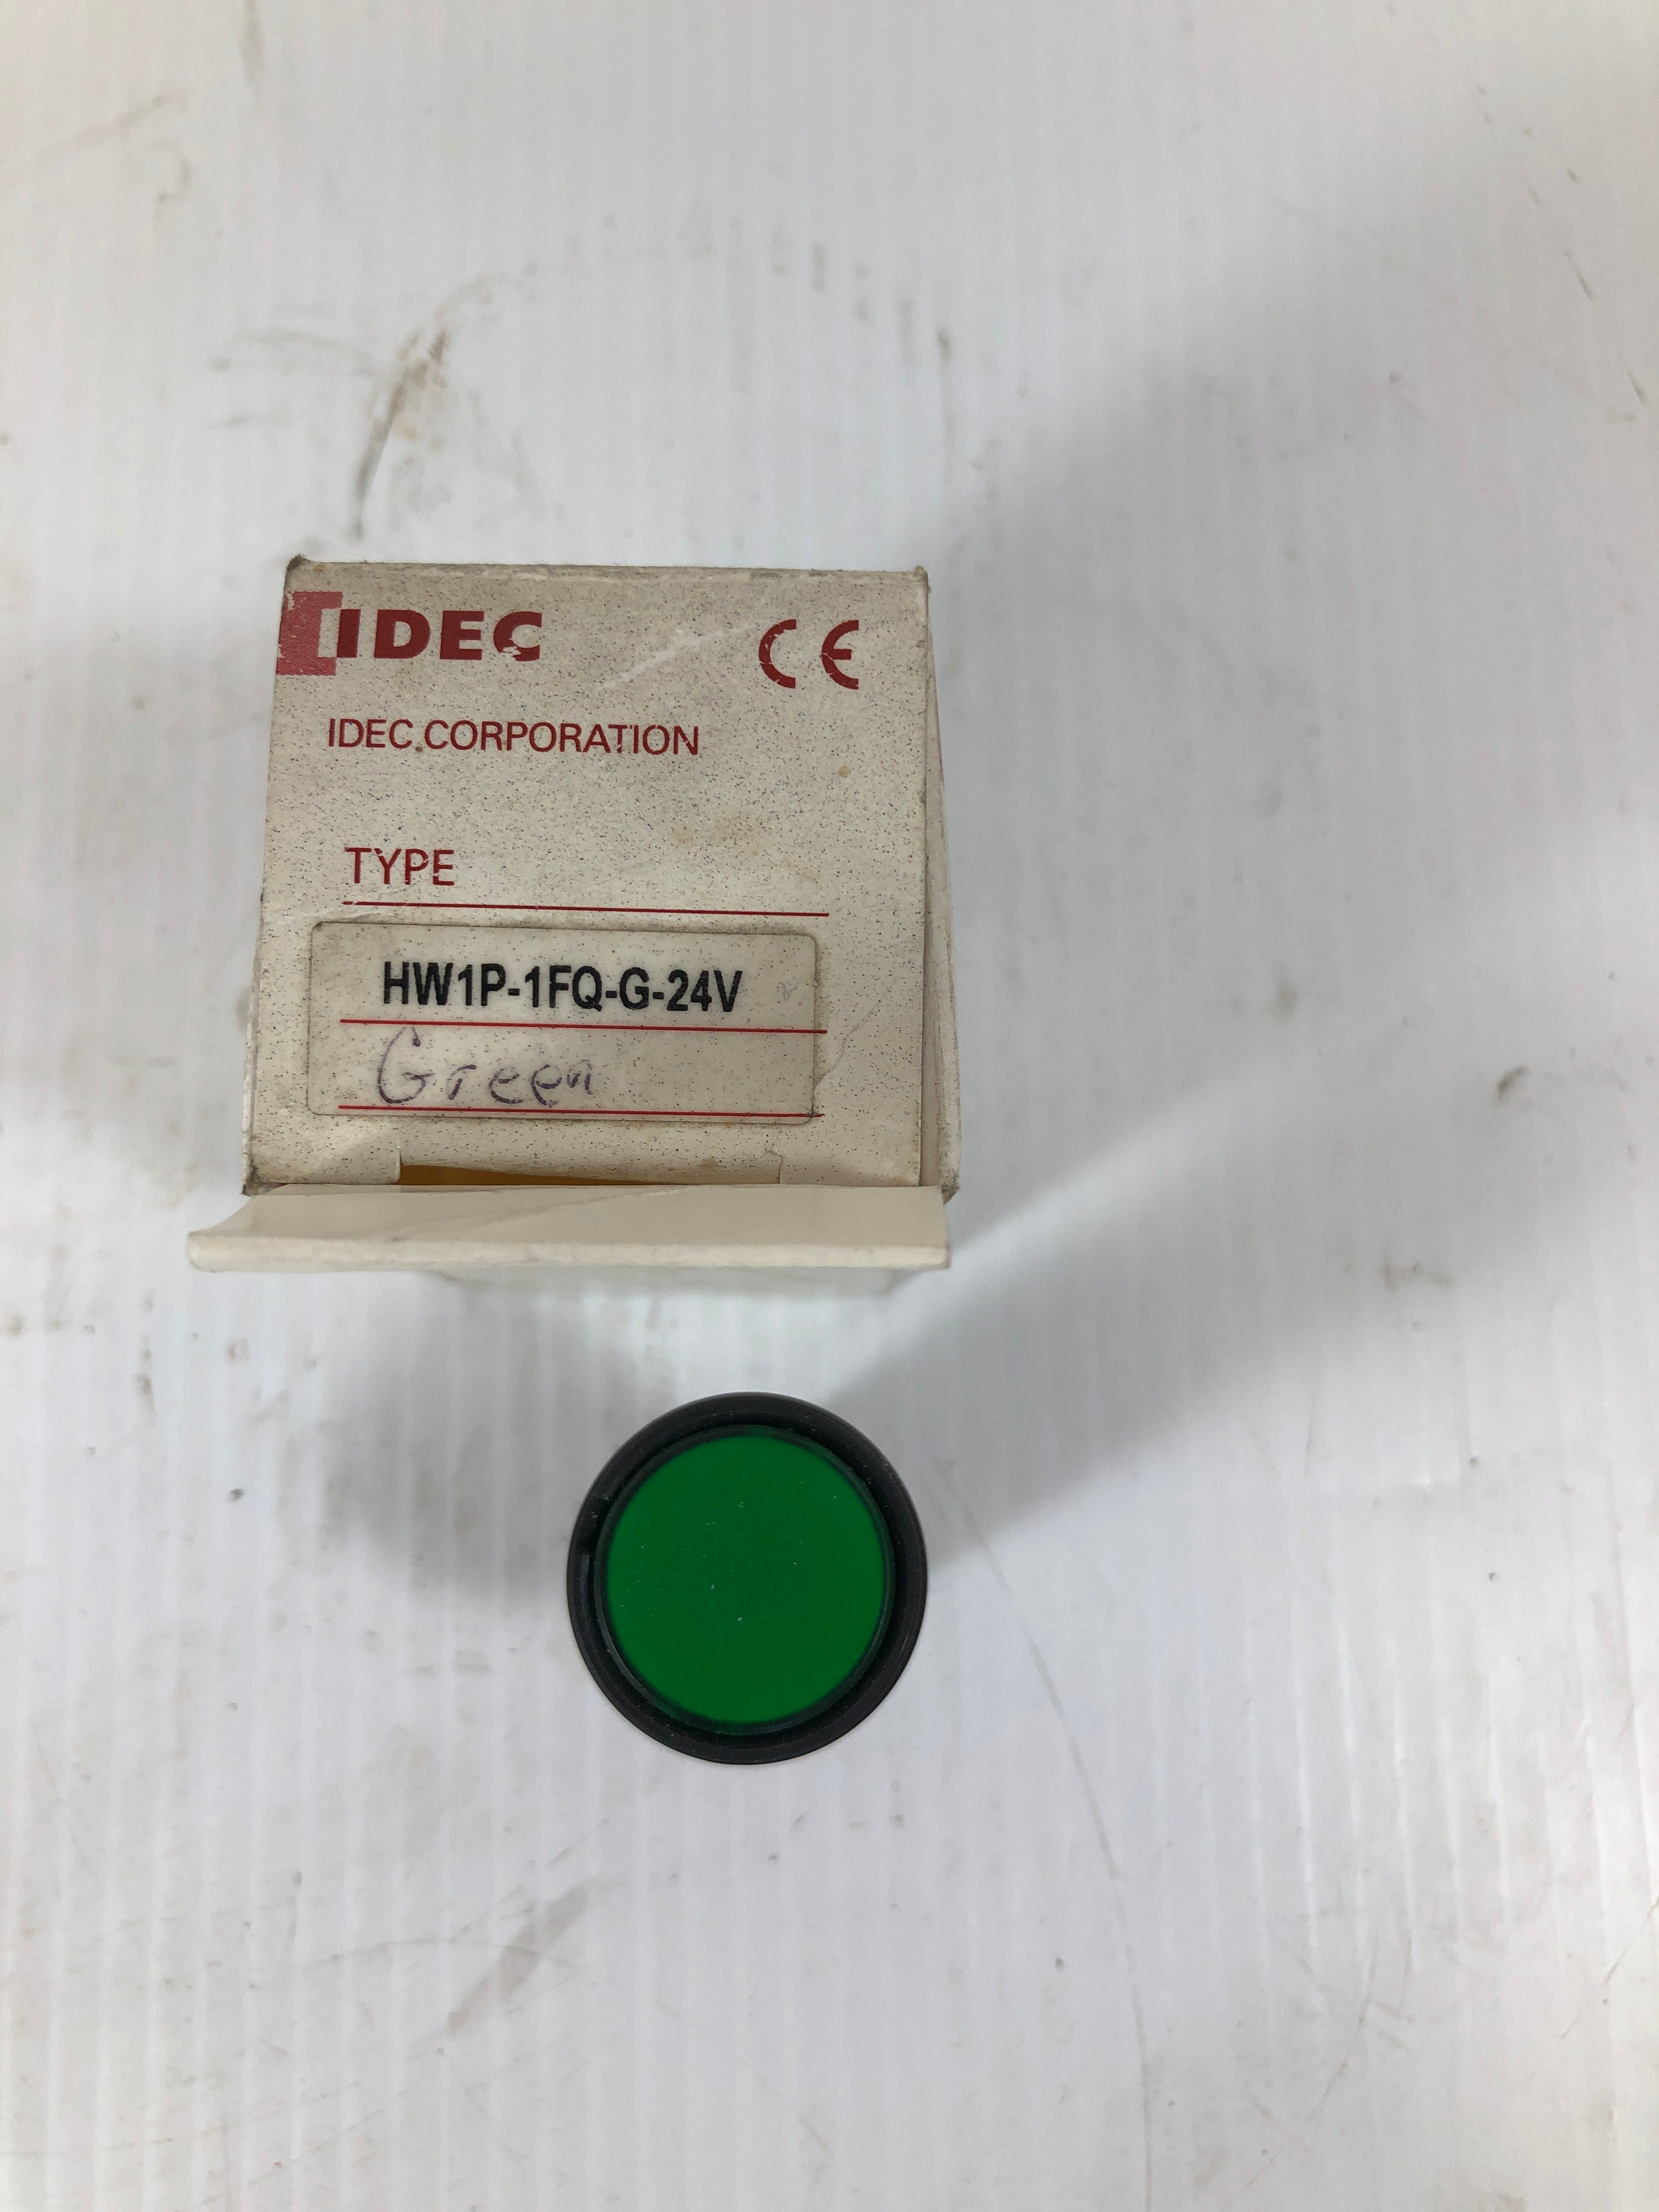 IDEC CE
IDEC CORPORATION
TYPE
HW1P-1FQ-G-24V
Green